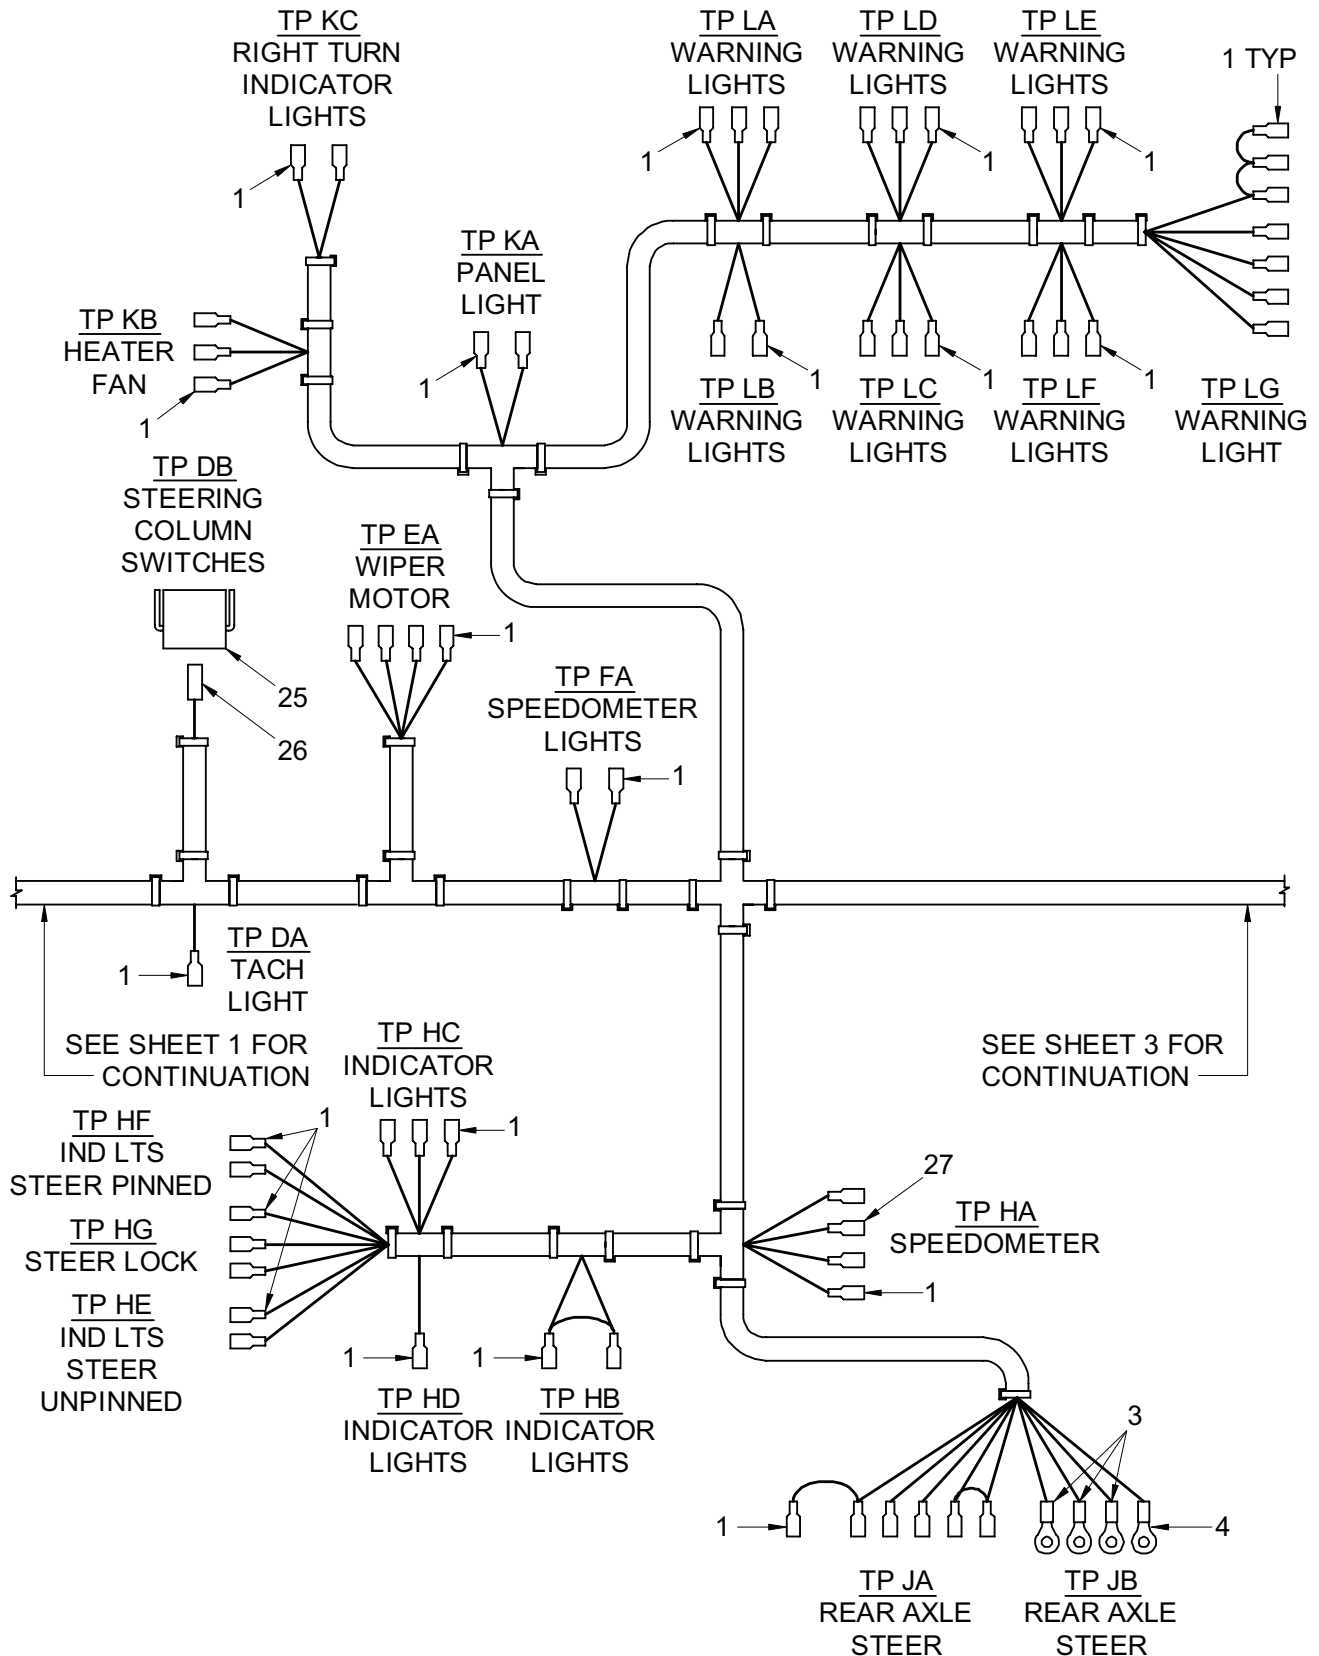 TP KC
RIGHT TURN
INDICATOR
LIGHTS
1
TP LA
WARNING
LIGHTS
1
TP LD
WARNING
LIGHTS
1
TP LE
WARNING
LIGHTS
1
1 TYP
TP KA
PANEL
LIGHT
1
TP KB
HEATER
FAN
1
1
TP LB
WARNING
LIGHTS
1
TP LC
WARNING
LIGHTS
1
TP LF
WARNING
LIGHTS
TP LG
WARNING
LIGHT
TP DB
STEERING
COLUMN
SWITCHES
25
26
TP EA
WIPER
MOTOR
1
TP FA
SPEEDOMETER
LIGHTS
1
TP DA
TACH
LIGHT
1
SEE SHEET 1 FOR
CONTINUATION
SEE SHEET 3 FOR
CONTINUATION
TP HC
INDICATOR
LIGHTS
1
TP HF
IND LTS
STEER PINNED
1
TP HG
STEER LOCK
TP HE
IND LTS
STEER
UNPINNED
27
TP HA
SPEEDOMETER
1
1
TP HD
INDICATOR
LIGHTS
1
TP HB
INDICATOR
LIGHTS
3
1
4
TP JA
REAR AXLE
STEER
TP JB
REAR AXLE
STEER